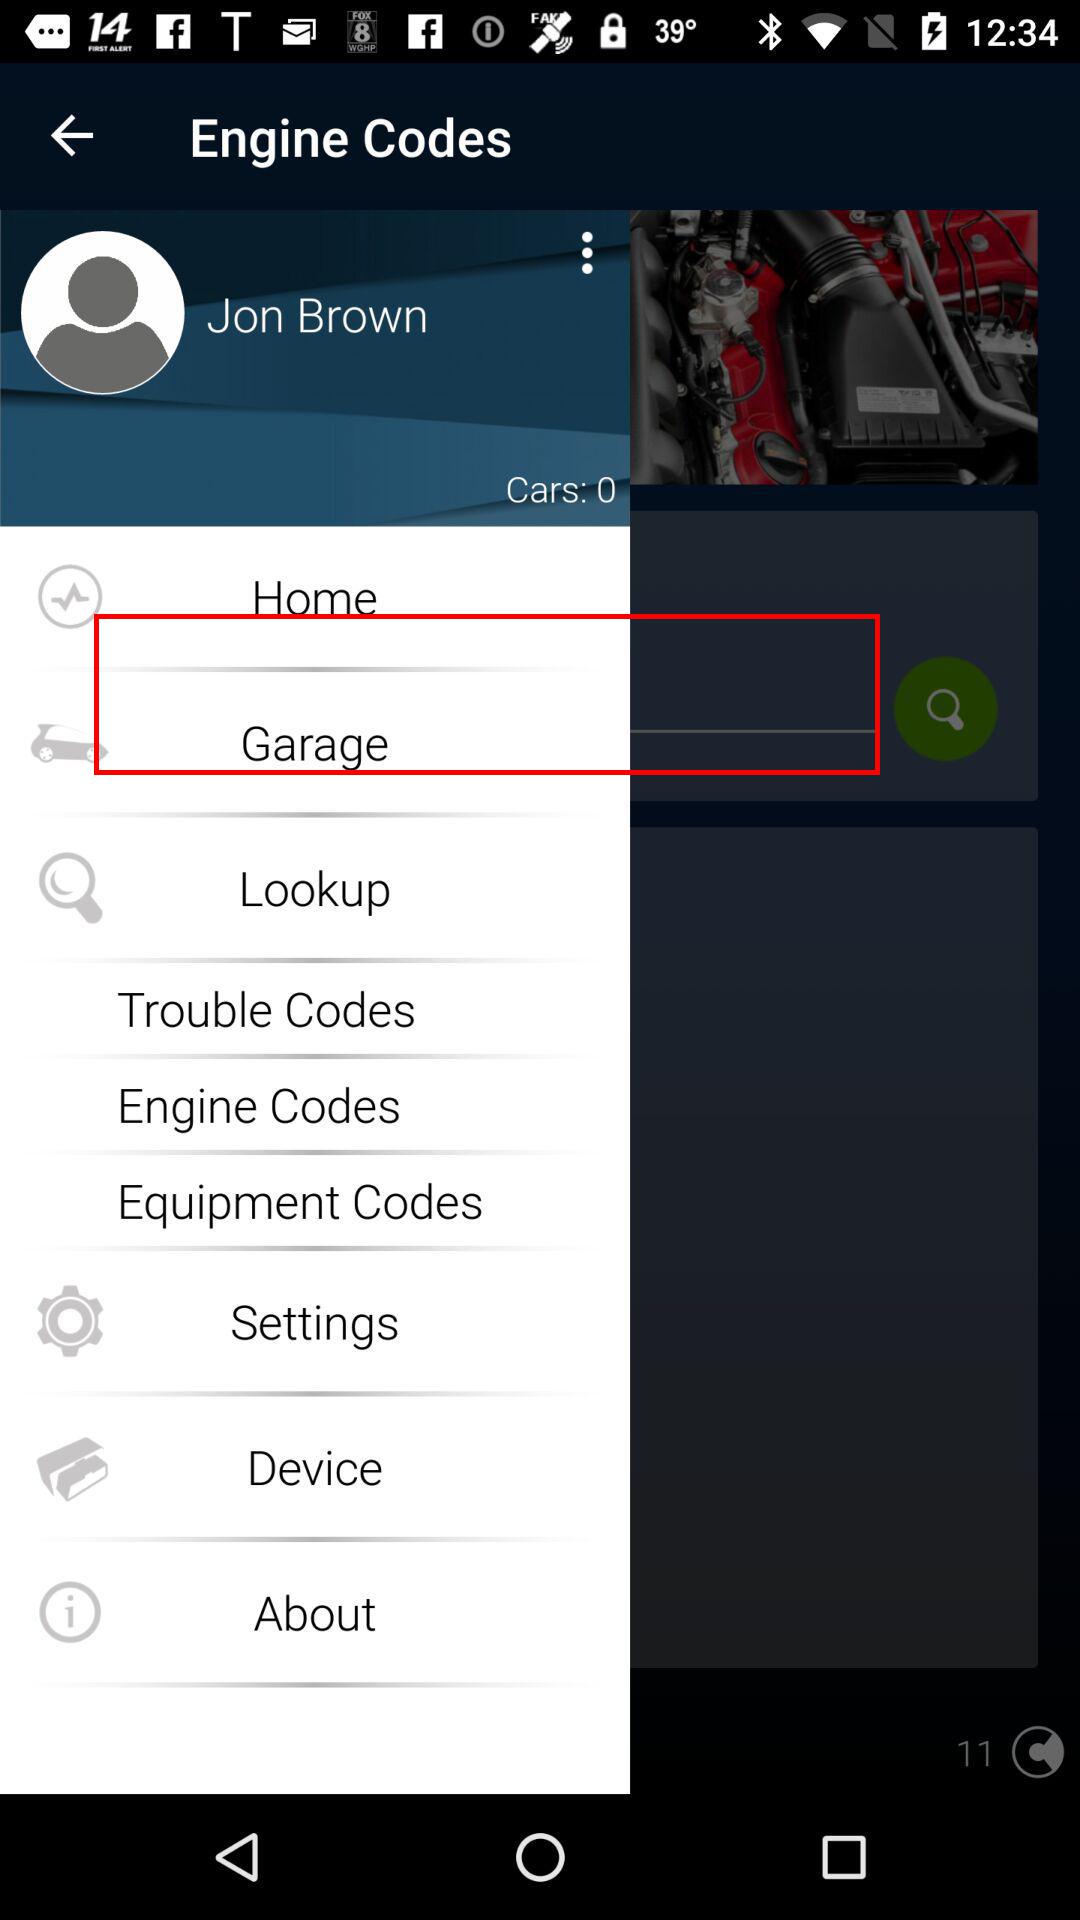 14 FAKE 39° 12:34
FIRST ALERT FOX 8 WGHP
Engine Codes
Jon Brown
Cars: 0
Home
Garage
Lookup
Trouble Codes
Engine Codes
Equipment Codes
Settings
Device
About
11